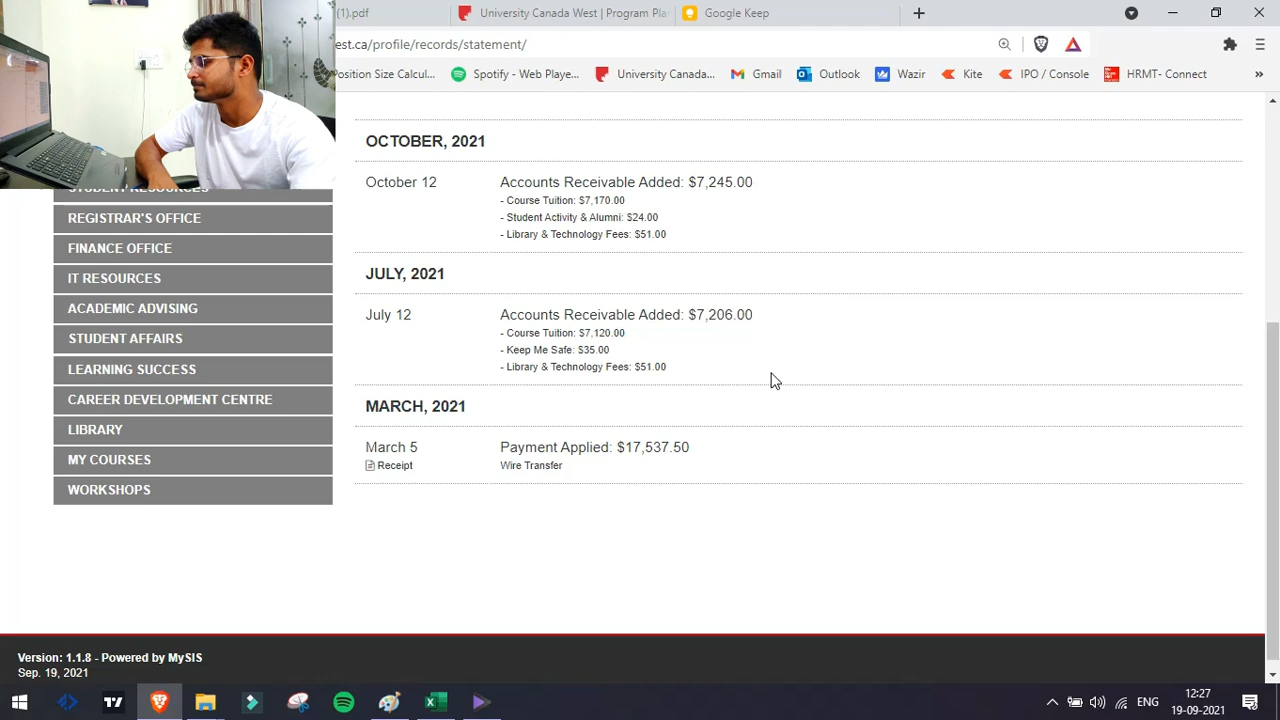 (1).pdf
University Canada West | Program Pla
Google Keep
est.ca/profile/records/statement/
Position Size Calcul...
Spotify - Web Playe...
University Canada...
Gmail
Outlook
Wazir
Kite
IPO / Console
HRMT- Connect
»
OCTOBER, 2021
October 12
Accounts Receivable Added: $7,245.00
- Course Tuition: $7,170.00
- Student Activity & Alumni: $24.00
- Library & Technology Fees: $51.00
JULY, 2021
July 12
Accounts Receivable Added: $7,206.00
- Course Tuition: $7,120.00
- Keep Me Safe: $35.00
- Library & Technology Fees: $51.00
MARCH, 2021
March 5
Payment Applied: $17,537.50
Receipt
Wire Transfer
STUDENT RESOURCES
REGISTRAR'S OFFICE
FINANCE OFFICE
IT RESOURCES
ACADEMIC ADVISING
STUDENT AFFAIRS
LEARNING SUCCESS
CAREER DEVELOPMENT CENTRE
LIBRARY
MY COURSES
WORKSHOPS
Version: 1.1.8 - Powered by MySIS
Sep. 19, 2021
ENG
12:27
19-09-2021